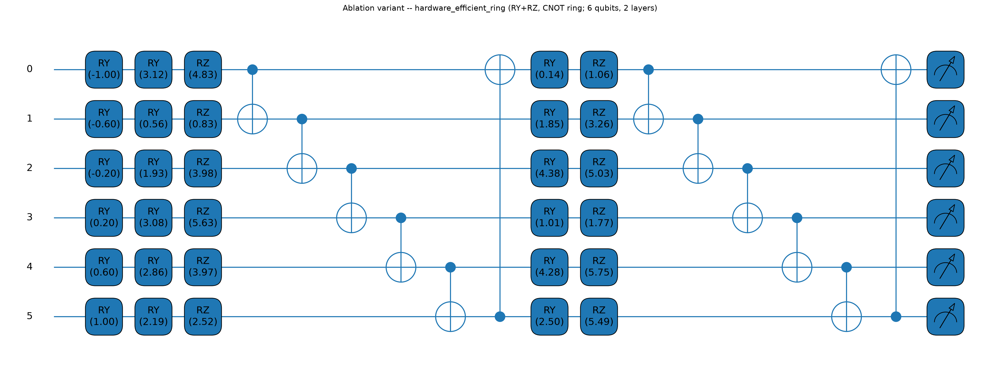 Ablation variant -- hardware_efficient_ring (RY+RZ, CNOT ring; 6 qubits, 2 layers)
0 RY (-1.00) RY (3.12) RZ (4.83) RY (0.14) RZ (1.06)
1 RY (-0.60) RY (0.56) RZ (0.83) RY (1.85) RZ (3.26)
2 RY (-0.20) RY (1.93) RZ (3.98) RY (4.38) RZ (5.03)
3 RY (0.20) RY (3.08) RZ (5.63) RY (1.01) RZ (1.77)
4 RY (0.60) RY (2.86) RZ (3.97) RY (4.28) RZ (5.75)
5 RY (1.00) RY (2.19) RZ (2.52) RY (2.50) RZ (5.49)